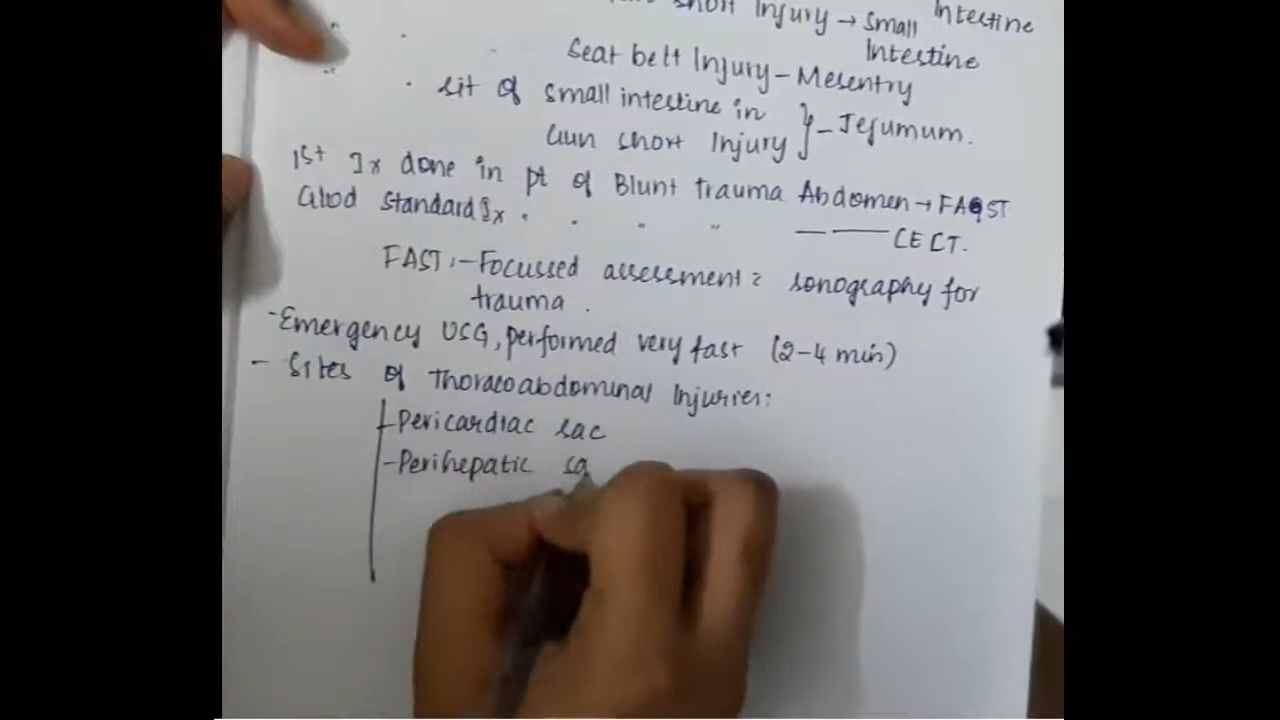 short Injury → Small Intestine
Intestine
Seat belt Injury - Mesentry
. sit of small intestine in } - Jejumum.
Gun short Injury
1st Ix done in pt of Blunt trauma Abdomen → FAST
Glod Standard Ix " " " " — —— CECT.
FAST :- Focussed assessment & sonography for
trauma .
- Emergency USG, performed very fast (2-4 min)
- Sites of Thoracoabdominal Injuries:
- Pericardiac sac
- Perihepatic sa